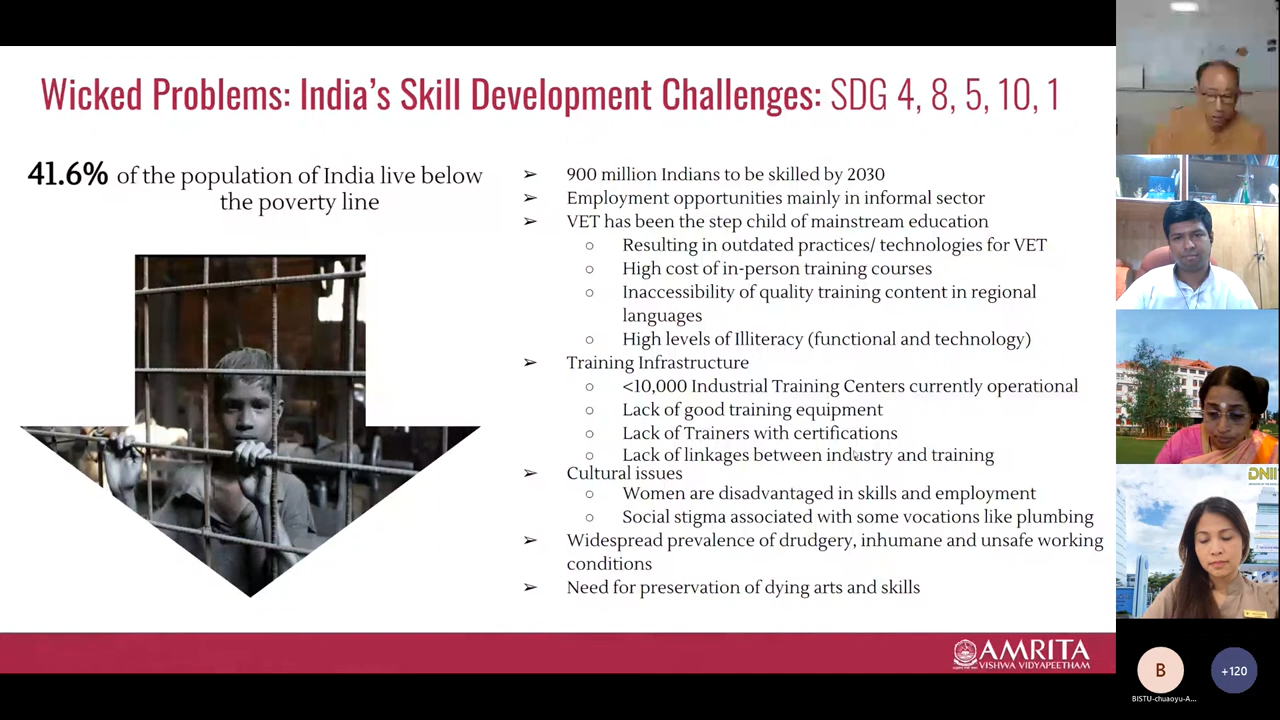 Wicked Problems: India's Skill Development Challenges: SDG 4, 8, 5, 10, 1
41.6% of the population of India live below
the poverty line
➢ 900 million Indians to be skilled by 2030
➢ Employment opportunities mainly in informal sector
➢ VET has been the step child of mainstream education
○ Resulting in outdated practices/ technologies for VET
○ High cost of in-person training courses
○ Inaccessibility of quality training content in regional
languages
○ High levels of Illiteracy (functional and technology)
➢ Training Infrastructure
○ <10,000 Industrial Training Centers currently operational
○ Lack of good training equipment
○ Lack of Trainers with certifications
○ Lack of linkages between industry and training
➢ Cultural issues
○ Women are disadvantaged in skills and employment
○ Social stigma associated with some vocations like plumbing
➢ Widespread prevalence of drudgery, inhumane and unsafe working
conditions
➢ Need for preservation of dying arts and skills
AMRITA
VISHWA VIDYAPEETHAM
B
+120
BISTU-chuaoyu-A...